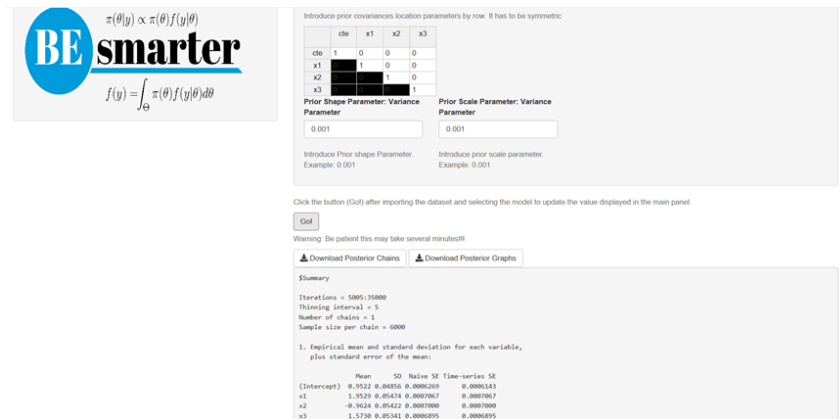 π(θ|y) ∝ π(θ)f(y|θ)
BE smarter
f(y) = ∫Θ π(θ)f(y|θ)dθ
Introduce prior covariances location parameters by row. It has to be symmetric
cte x1 x2 x3
cte 1 0 0 0
x1 1 0 0
x2 1 0
x3 1
Prior Shape Parameter: Variance Parameter
0.001
Introduce Prior shape Parameter. Example: 0.001
Prior Scale Parameter: Variance Parameter
0.001
Introduce prior scale parameter. Example: 0.001
Click the button (Go!) after importing the dataset and selecting the model to update the value displayed in the main panel.
Go!
Warning: Be patient this may take several minutes!!!
Download Posterior Chains Download Posterior Graphs
$Summary
Iterations = 5005:35000
Thinning interval = 5
Number of chains = 1
Sample size per chain = 6000
1. Empirical mean and standard deviation for each variable,
plus standard error of the mean:
Mean SD Naive SE Time-series SE
(Intercept) 0.9522 0.04856 0.0006269 0.0006143
x1 1.9529 0.05474 0.0007067 0.0007067
x2 -0.9624 0.05422 0.0007000 0.0007000
x3 1.5730 0.05341 0.0006895 0.0006895